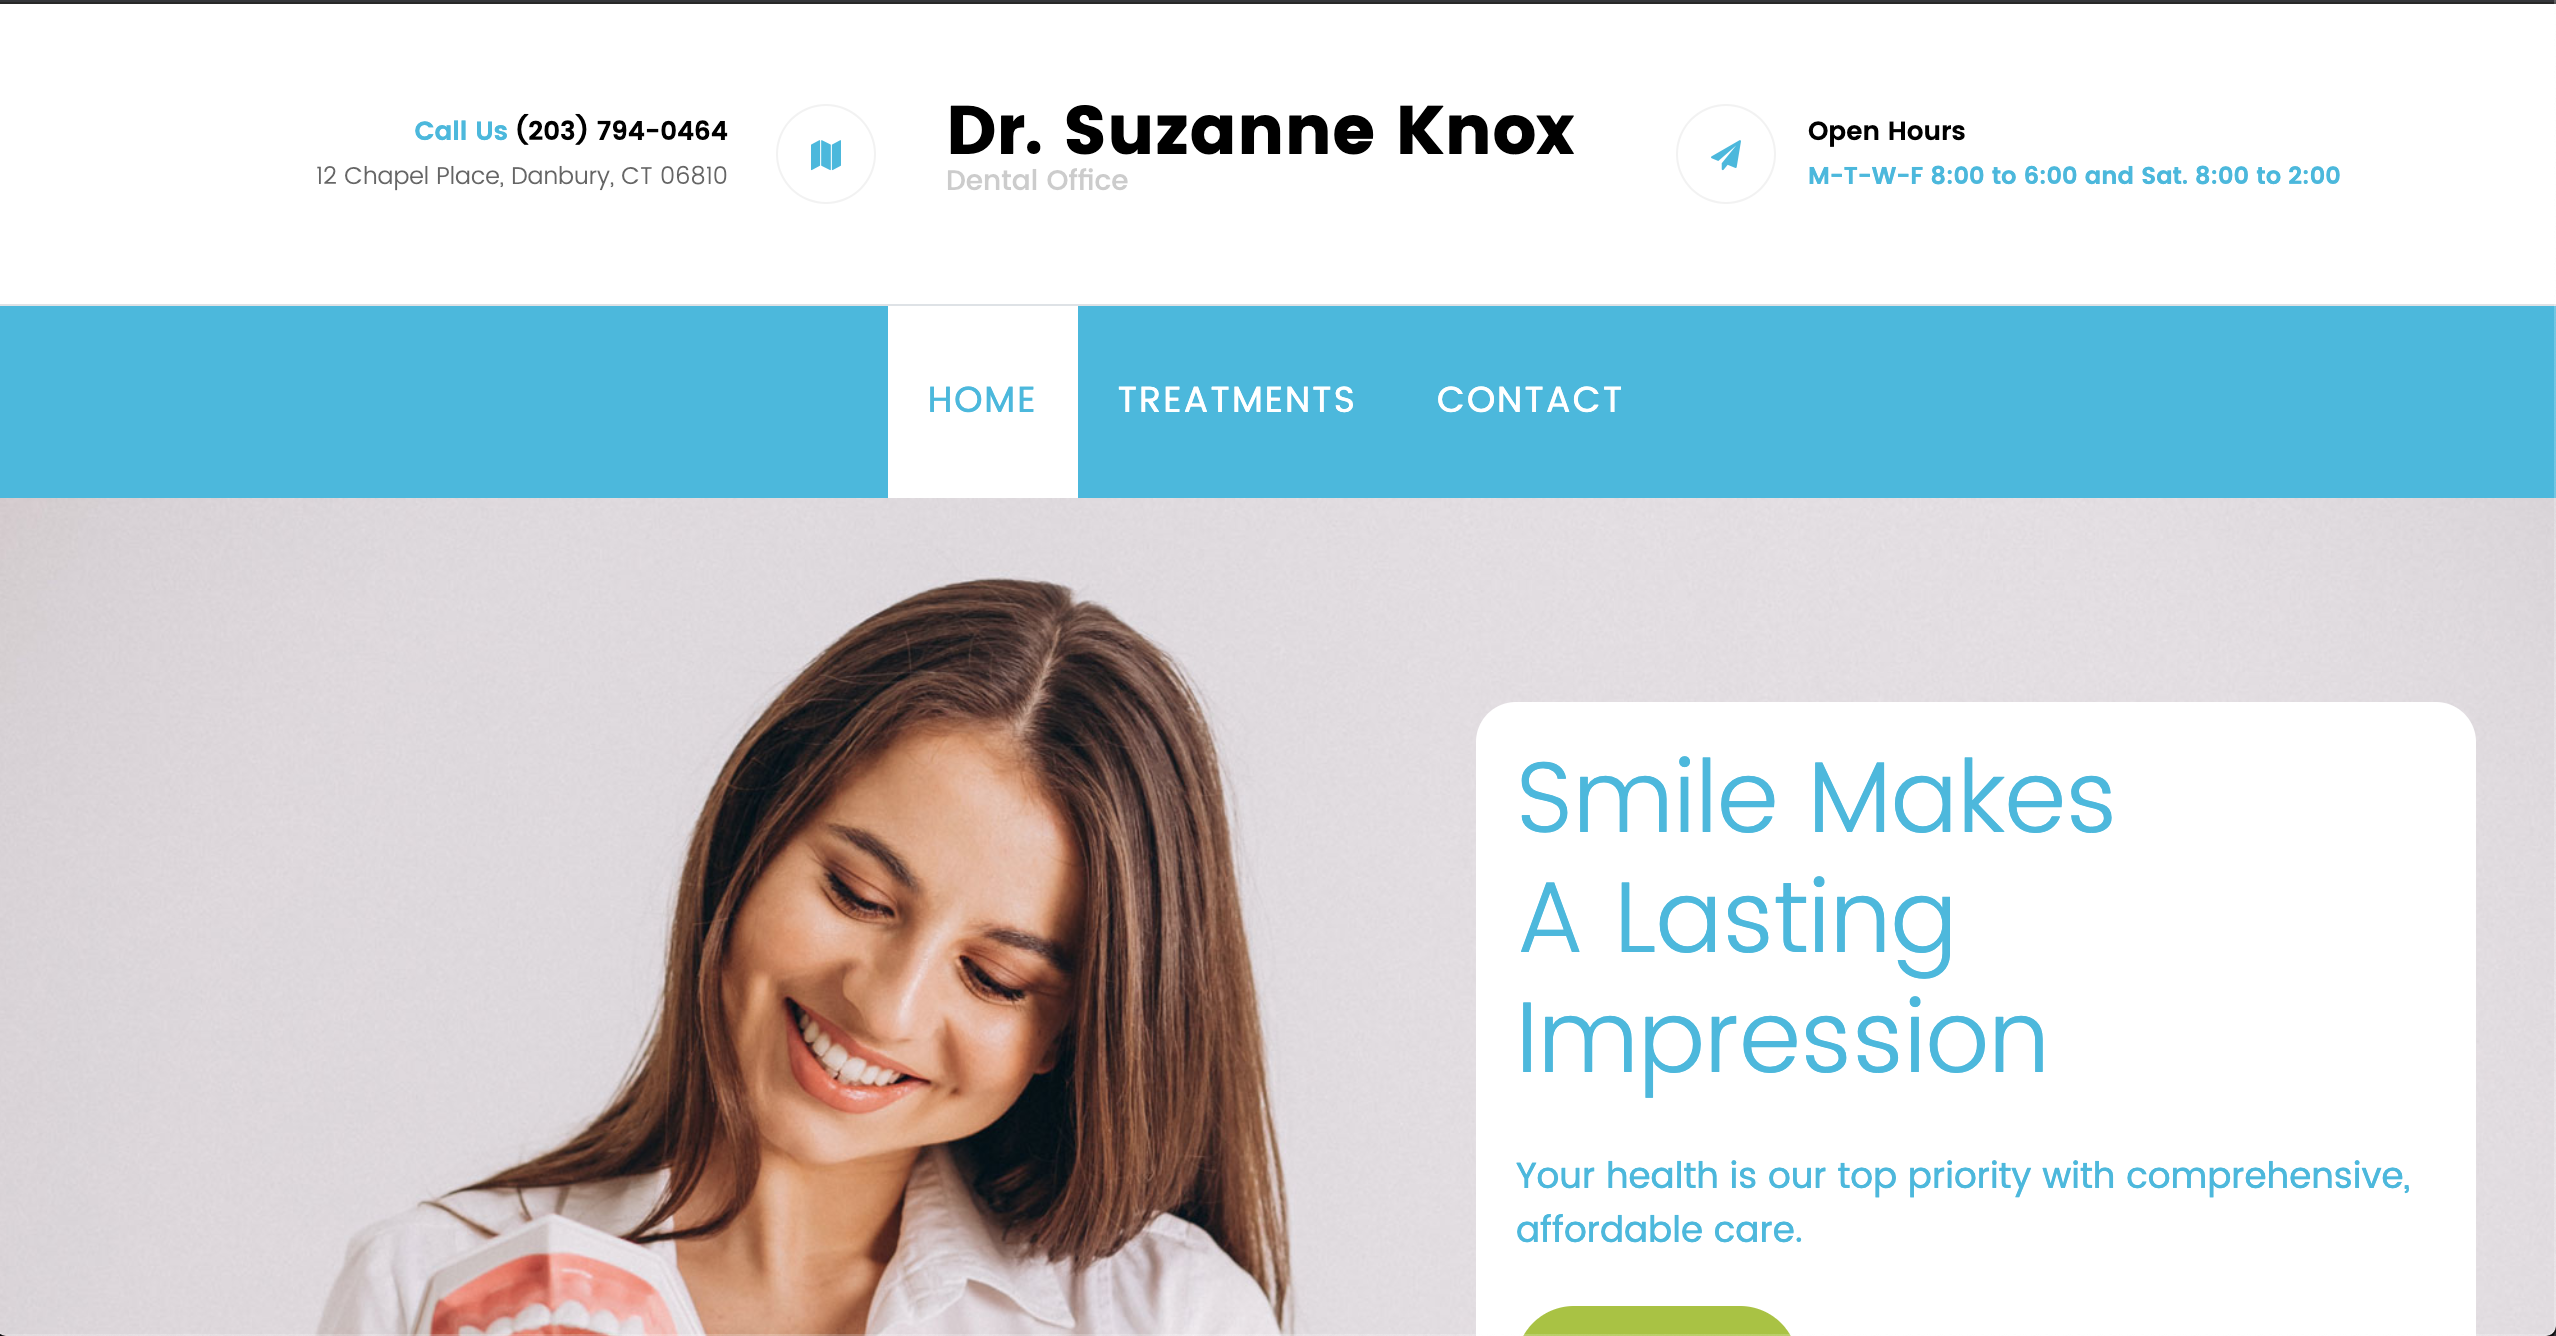 Call Us (203) 794-0464
12 Chapel Place, Danbury, CT 06810
Dr. Suzanne Knox
Dental Office
Open Hours
M-T-W-F 8:00 to 6:00 and Sat. 8:00 to 2:00
HOME
TREATMENTS
CONTACT
Smile Makes
A Lasting
Impression
Your health is our top priority with comprehensive,
affordable care.